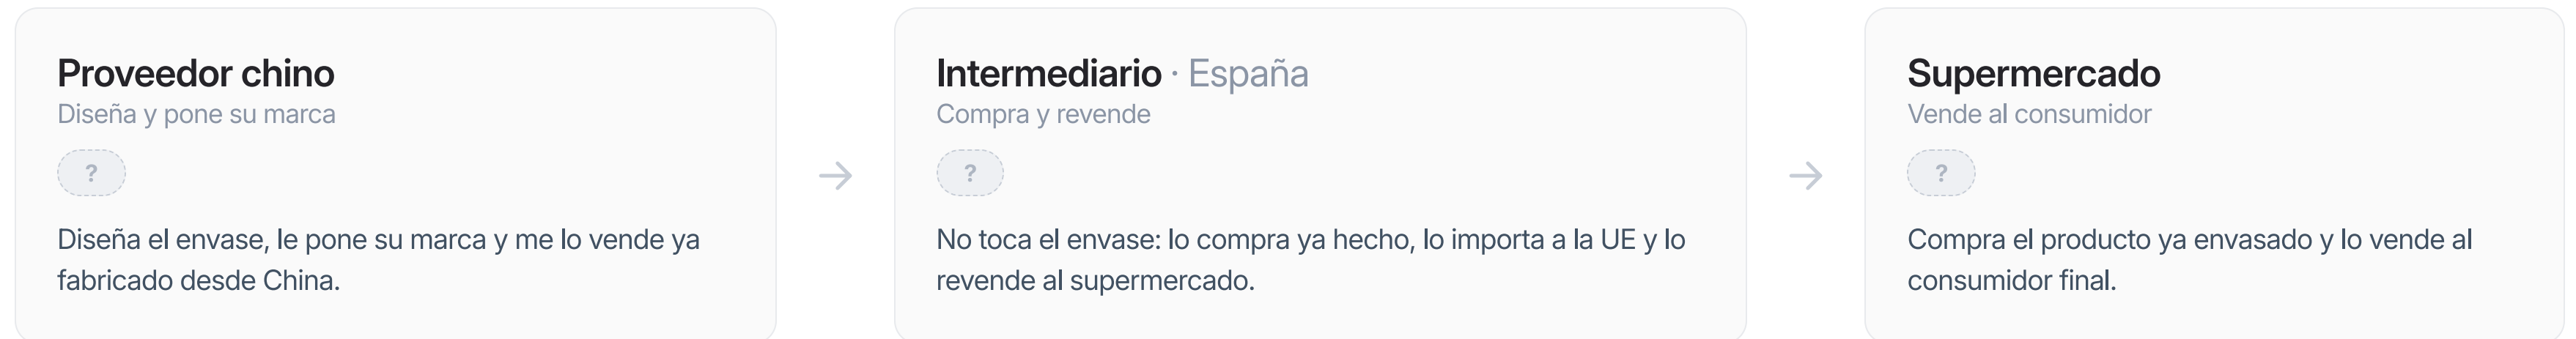 Proveedor chino
Diseña y pone su marca
?
Diseña el envase, le pone su marca y me lo vende ya
fabricado desde China.
Intermediario · España
Compra y revende
?
No toca el envase: lo compra ya hecho, lo importa a la UE y lo
revende al supermercado.
Supermercado
Vende al consumidor
?
Compra el producto ya envasado y lo vende al
consumidor final.